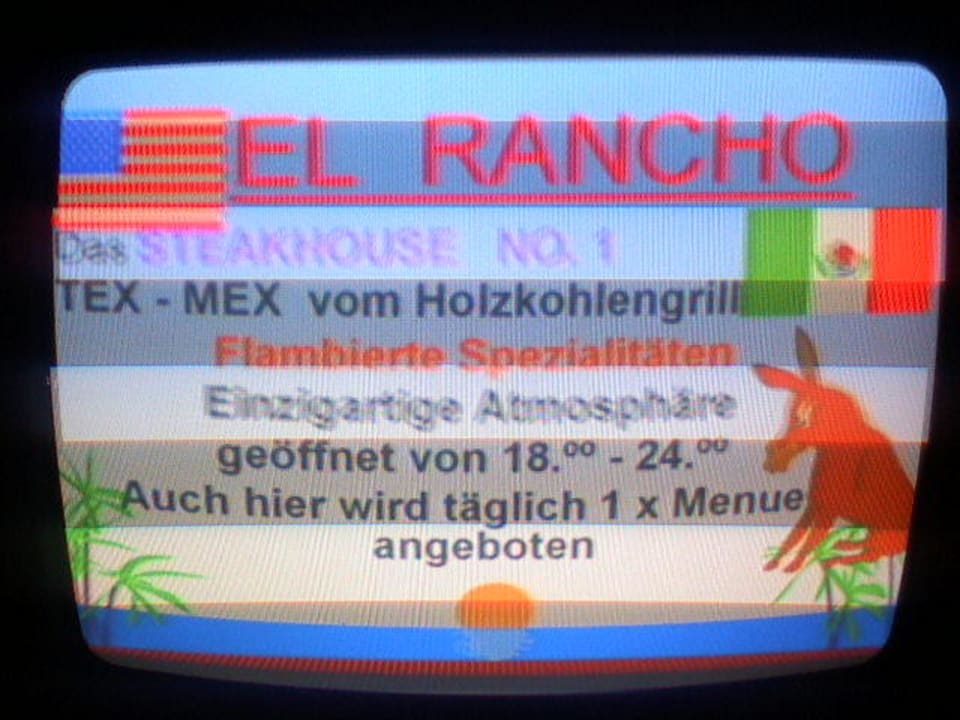 EL RANCHO
Das STEAKHOUSE NO. 1
TEX - MEX vom Holzkohlengrill
Flambierte Spezialitäten
Einzigartige Atmosphäre
geöffnet von 18.ºº - 24.ºº
Auch hier wird täglich 1 x Menue
angeboten